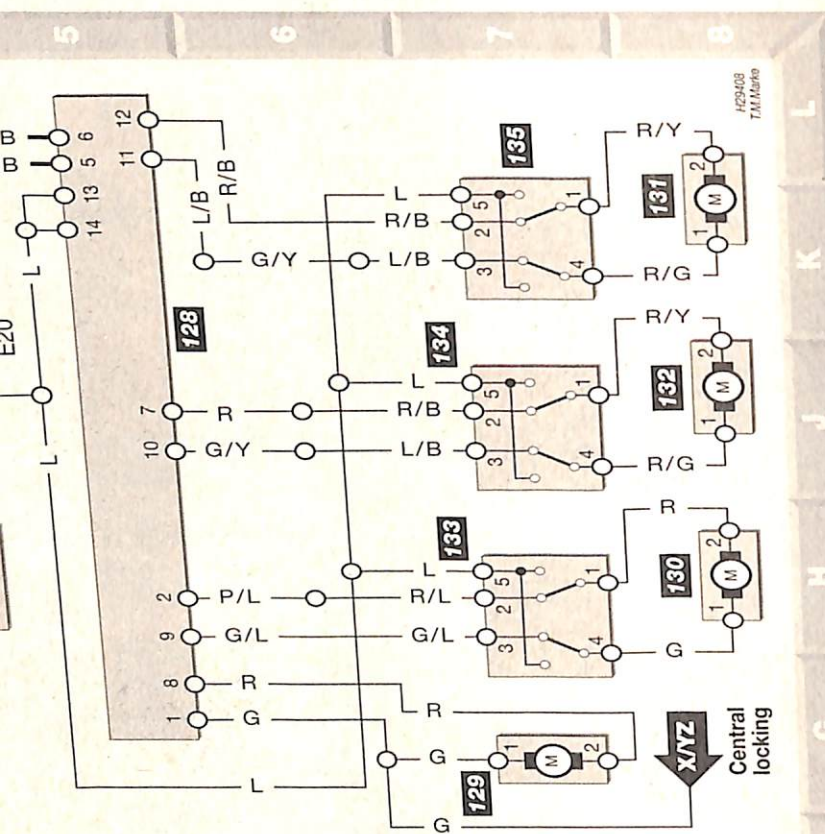 5 6 7 8
H29408
T.M.Marke
L
B 6 12
B 5 11
13
14
L
E20
L
L/B
R/B
L
R/B
G/Y L/B
135
5
2
3
1
4
R/Y
2
131
M
1
R/G
K
128
134
L
7 R R/B
10 G/Y L/B
5
2
3
1
4
R/Y
2
132
M
1
R/G
J
133
L
2 P/L R/L
9 G/L G/L
5
2
3
1
4
R
2
130
M
1
G
H
8 R
1 G
R
G
129
1 M 2
X/YZ
Central
locking
G
L
G